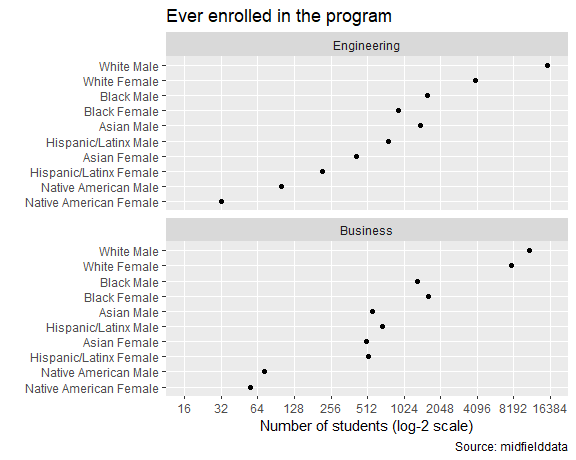 Ever enrolled in the program
Engineering
White Male
White Female
Black Male
Black Female
Asian Male
Hispanic/Latinx Male
Asian Female
Hispanic/Latinx Female
Native American Male
Native American Female
Business
White Male
White Female
Black Male
Black Female
Asian Male
Hispanic/Latinx Male
Asian Female
Hispanic/Latinx Female
Native American Male
Native American Female
16 32 64 128 256 512 1024 2048 4096 8192 16384
Number of students (log-2 scale)
Source: midfielddata